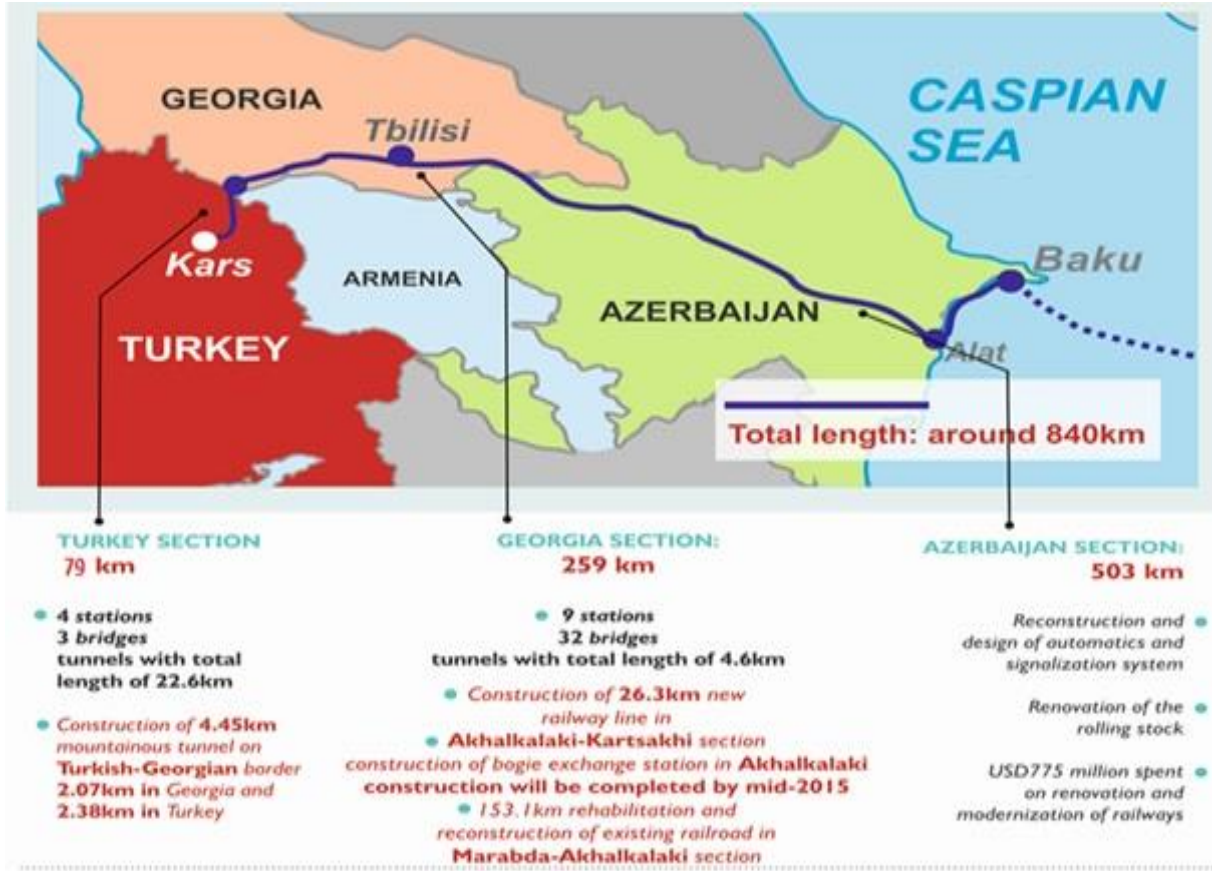 GEORGIA
Tbilisi
CASPIAN
SEA
Kars
ARMENIA
Baku
AZERBAIJAN
TURKEY
Alat
Total length: around 840km
TURKEY SECTION
79 km
4 stations
3 bridges
tunnels with total
length of 22.6km
Construction of 4.45km
mountainous tunnel on
Turkish-Georgian border
2.07km in Georgia and
2.38km in Turkey
GEORGIA SECTION:
259 km
9 stations
32 bridges
tunnels with total length of 4.6km
Construction of 26.3km new
railway line in
Akhalkalaki-Kartsakhi section
construction of bogie exchange station in Akhalkalaki
construction will be completed by mid-2015
153.1km rehabilitation and
reconstruction of existing railroad in
Marabda-Akhalkalaki section
AZERBAIJAN SECTION:
503 km
Reconstruction and
design of automatics and
signalization system
Renovation of the
rolling stock
USD775 million spent
on renovation and
modernization of railways